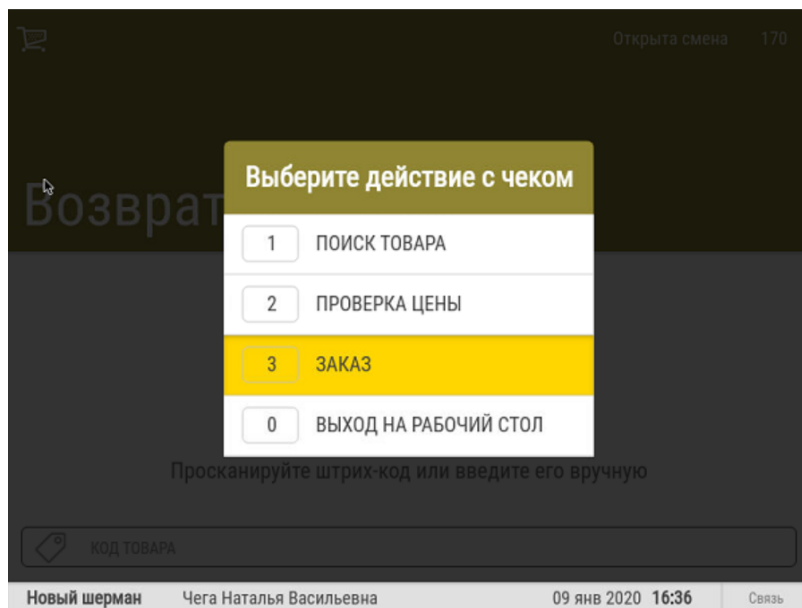 Открыта смена 170
Возврат
Выберите действие с чеком
1 ПОИСК ТОВАРА
2 ПРОВЕРКА ЦЕНЫ
3 ЗАКАЗ
0 ВЫХОД НА РАБОЧИЙ СТОЛ
Просканируйте штрих-код или введите его вручную
КОД ТОВАРА
Новый шерман Чега Наталья Васильевна 09 янв 2020 16:36 Связь